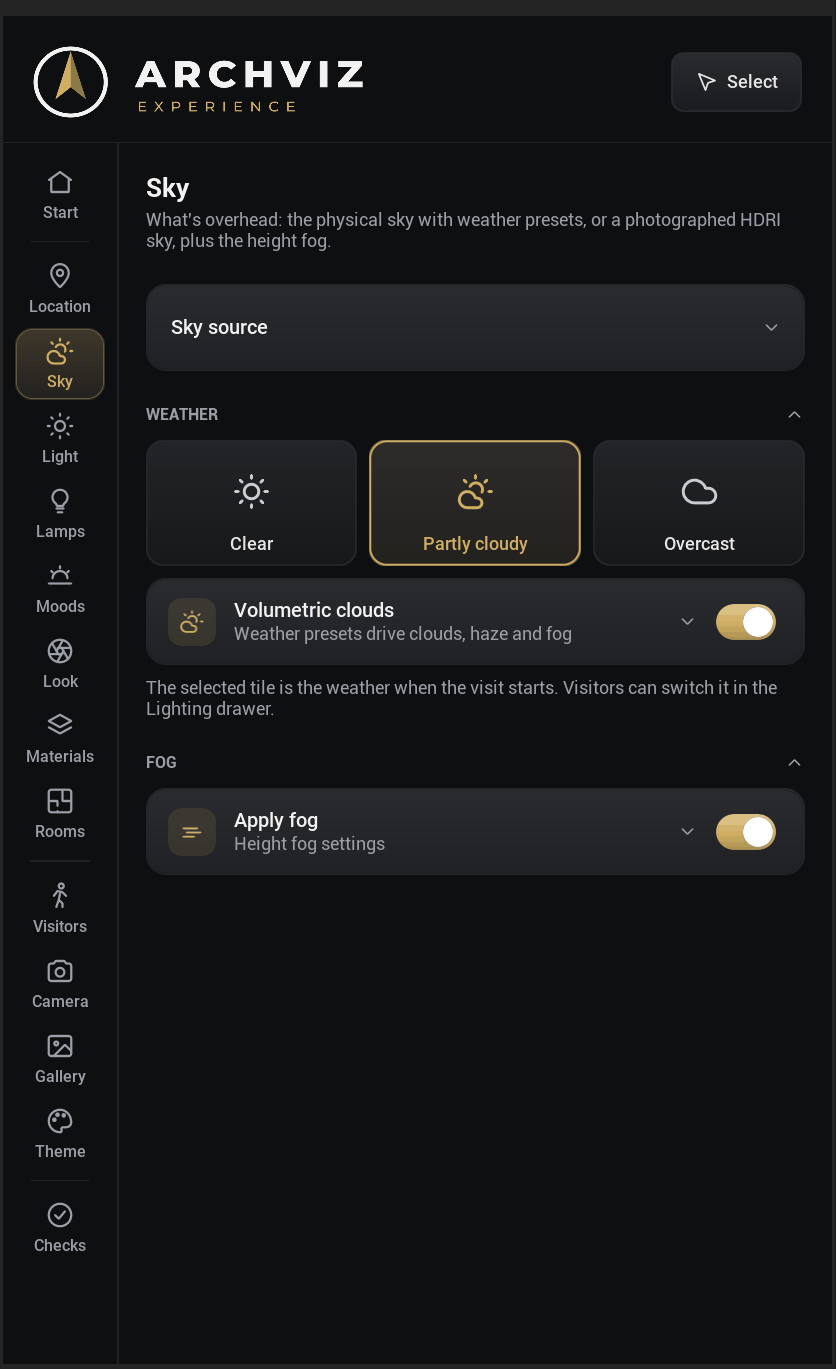 ARCHVIZ
EXPERIENCE
Select
Start
Location
Sky
Light
Lamps
Moods
Look
Materials
Rooms
Visitors
Camera
Gallery
Theme
Checks
Sky
What's overhead: the physical sky with weather presets, or a photographed HDRI
sky, plus the height fog.
Sky source
WEATHER
Clear
Partly cloudy
Overcast
Volumetric clouds
Weather presets drive clouds, haze and fog
The selected tile is the weather when the visit starts. Visitors can switch it in the
Lighting drawer.
FOG
Apply fog
Height fog settings